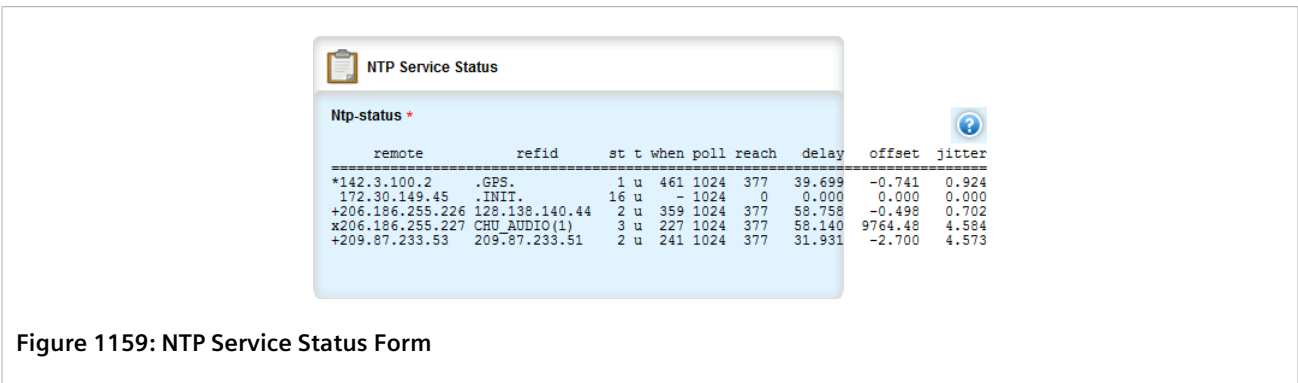 NTP Service Status
Ntp-status *
remote refid st t when poll reach delay offset jitter
==============================================================================
*142.3.100.2 .GPS. 1 u 461 1024 377 39.699 -0.741 0.924
172.30.149.45 .INIT. 16 u - 1024 0 0.000 0.000 0.000
+206.186.255.226 128.138.140.44 2 u 359 1024 377 58.758 -0.498 0.702
x206.186.255.227 CHU_AUDIO(1) 3 u 227 1024 377 58.140 9764.48 4.584
+209.87.233.53 209.87.233.51 2 u 241 1024 377 31.931 -2.700 4.573
Figure 1159: NTP Service Status Form